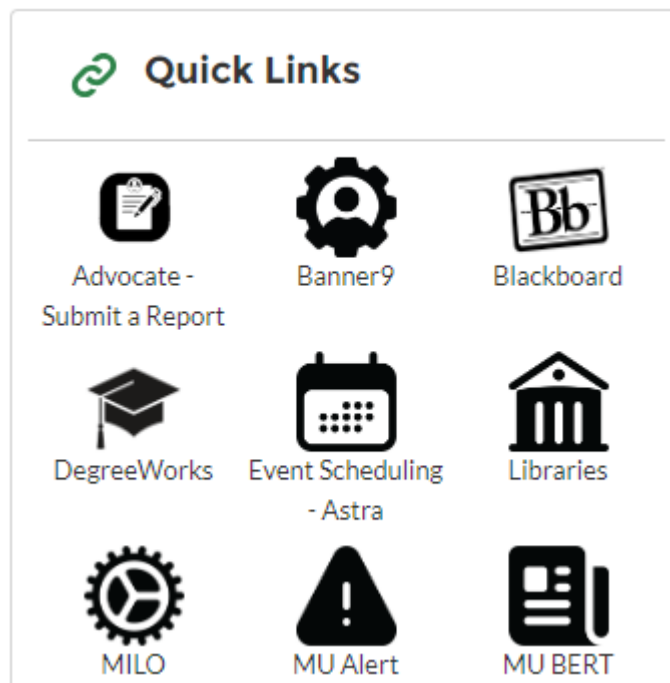 Quick Links
Bb
Advocate -
Submit a Report
Banner9
Blackboard
DegreeWorks
Event Scheduling
- Astra
Libraries
MILO
MU Alert
MU BERT